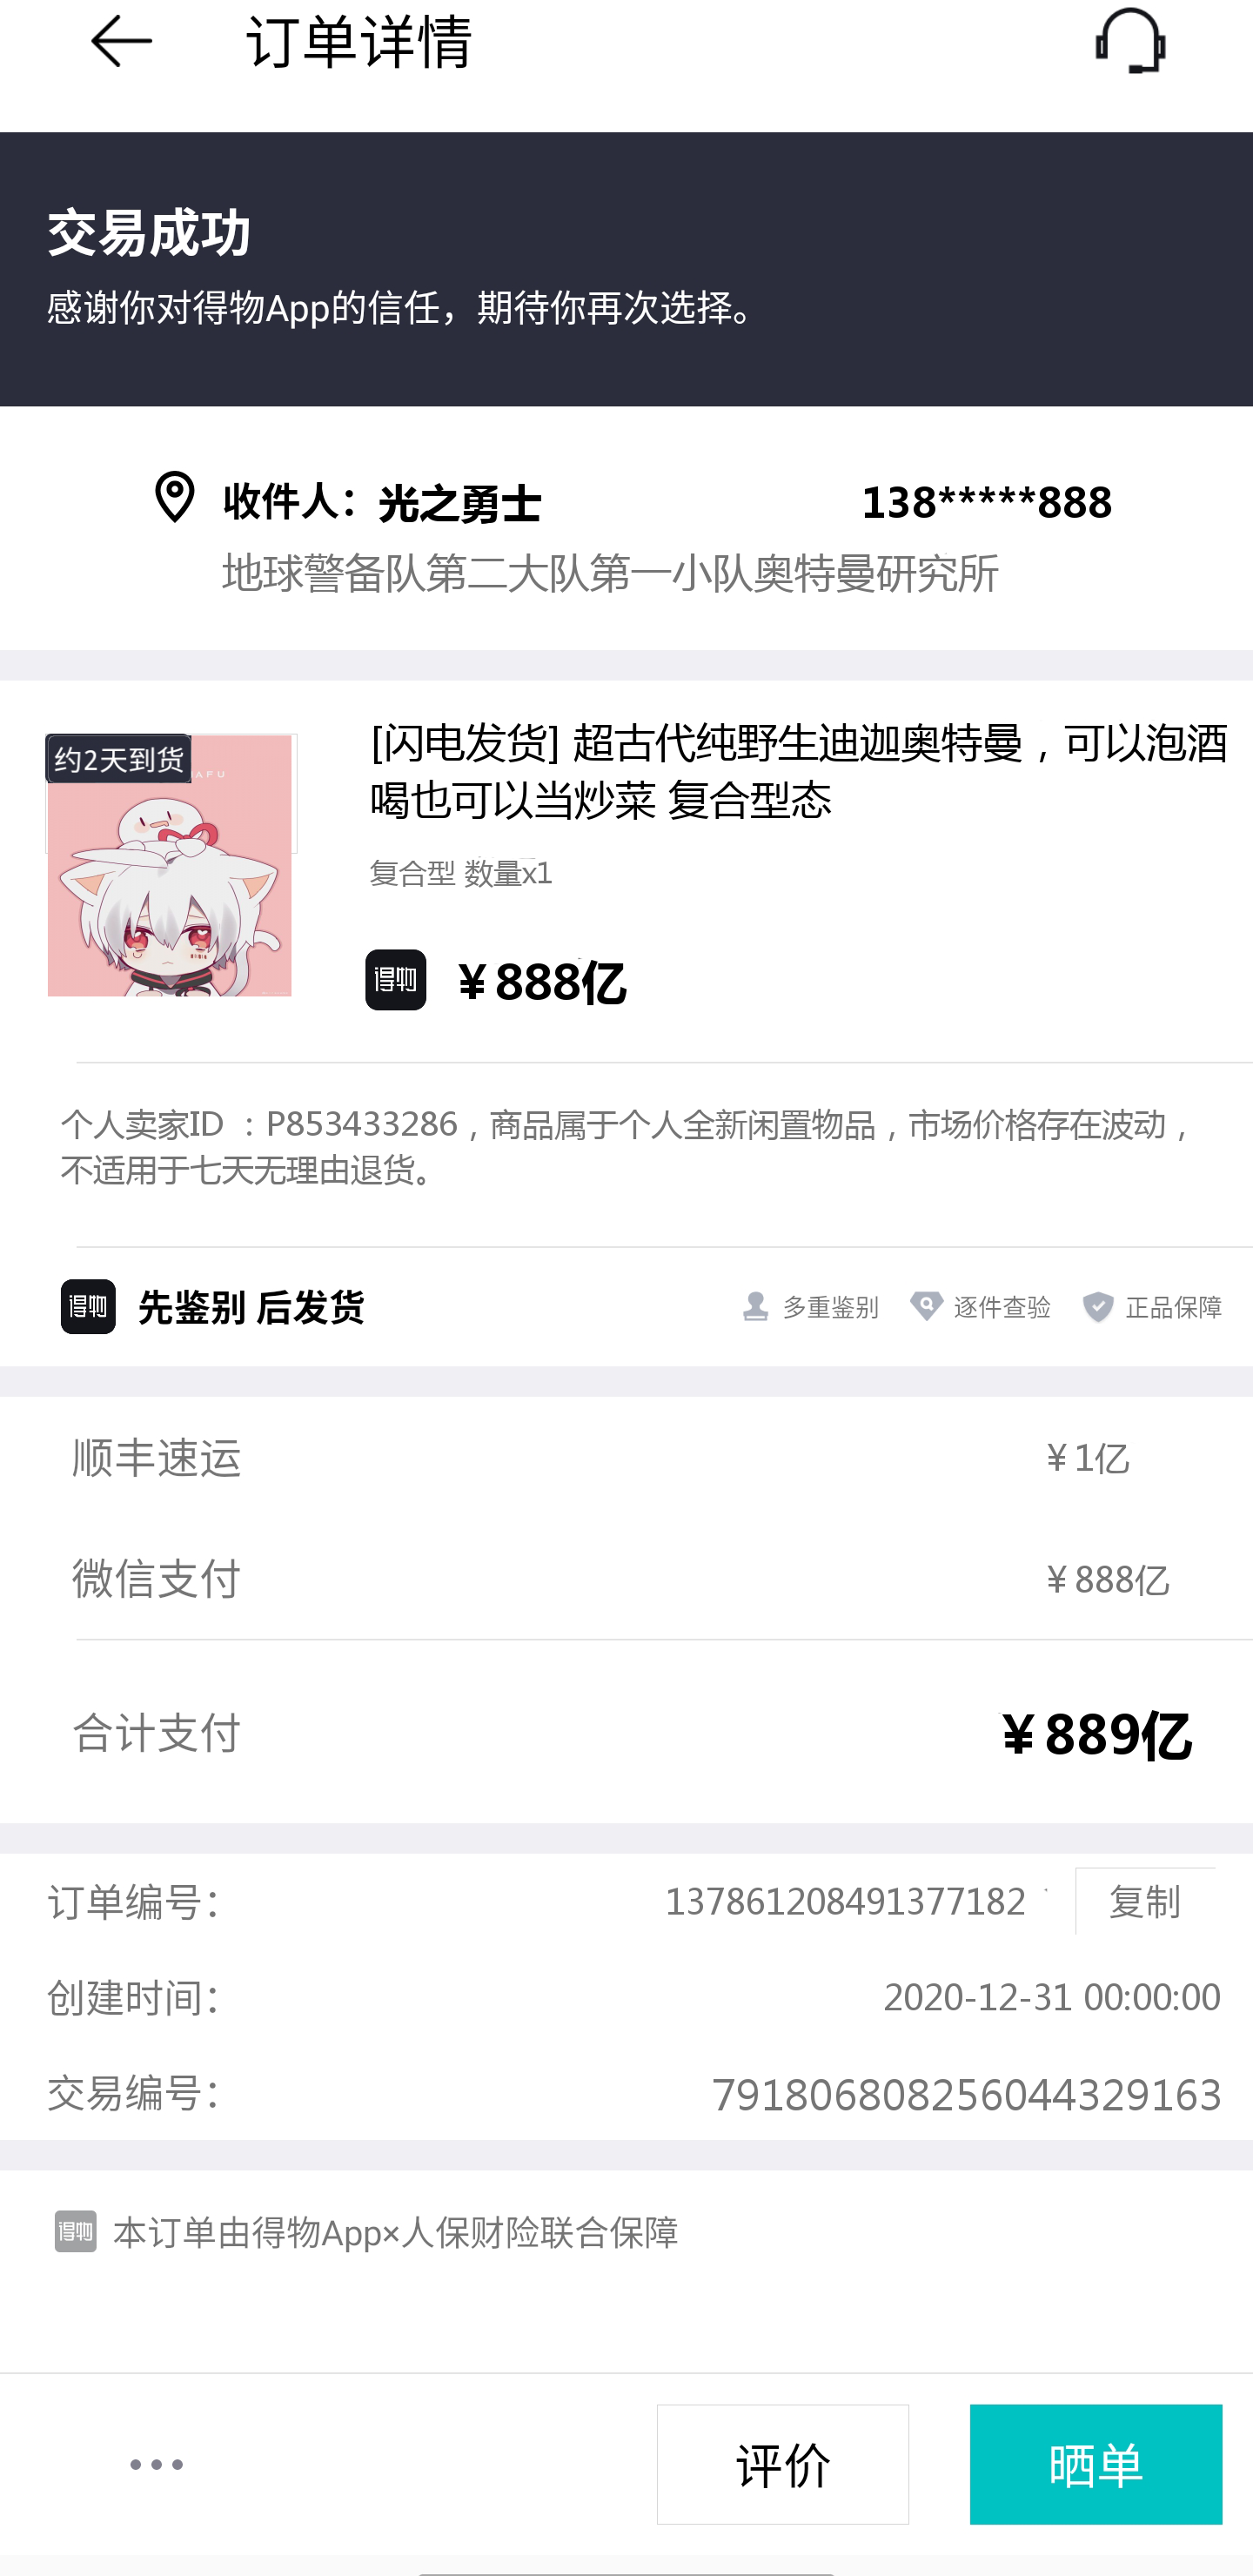 订单详情
交易成功
感谢你对得物App的信任，期待你再次选择。
收件人：光之勇士 138*****888
地球警备队第二大队第一小队奥特曼研究所
约2天到货
AFU
[闪电发货] 超古代纯野生迪迦奥特曼，可以泡酒
喝也可以当炒菜 复合型态
复合型 数量x1
得物 ¥888亿
个人卖家ID ：P853433286，商品属于个人全新闲置物品，市场价格存在波动，
不适用于七天无理由退货。
得物 先鉴别 后发货 多重鉴别 逐件查验 正品保障
顺丰速运 ¥1亿
微信支付 ¥888亿
合计支付 ¥889亿
订单编号： 137861208491377182 复制
创建时间： 2020-12-31 00:00:00
交易编号： 791806808256044329163
得物 本订单由得物App×人保财险联合保障
评价 晒单